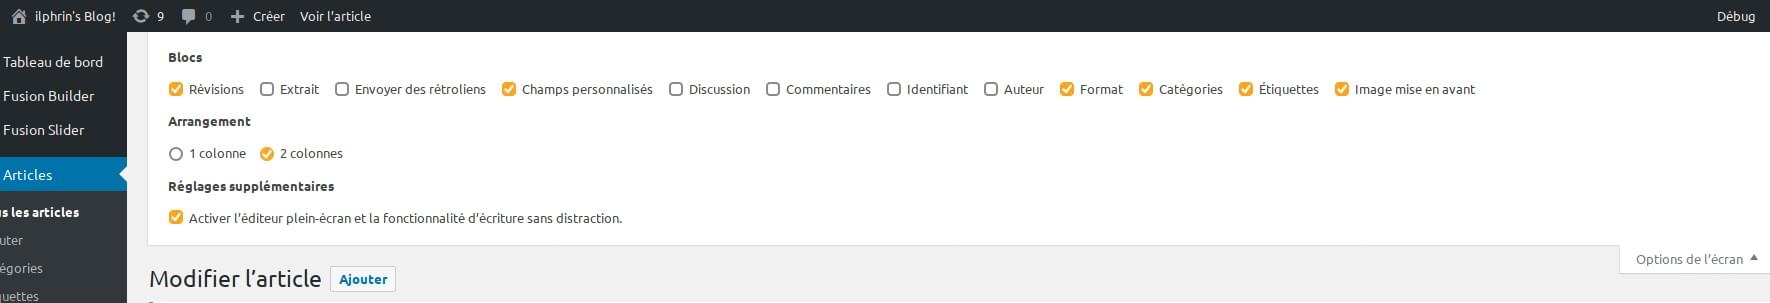 ilphrin's Blog! 9 0 Créer Voir l'article Débug
Tableau de bord
Fusion Builder
Fusion Slider
Articles
s les articles
uter
égories
quettes
Blocs
Révisions Extrait Envoyer des rétroliens Champs personnalisés Discussion Commentaires Identifiant Auteur Format Catégories Étiquettes Image mise en avant
Arrangement
1 colonne 2 colonnes
Réglages supplémentaires
Activer l'éditeur plein-écran et la fonctionnalité d'écriture sans distraction.
Options de l'écran
Modifier l'article Ajouter